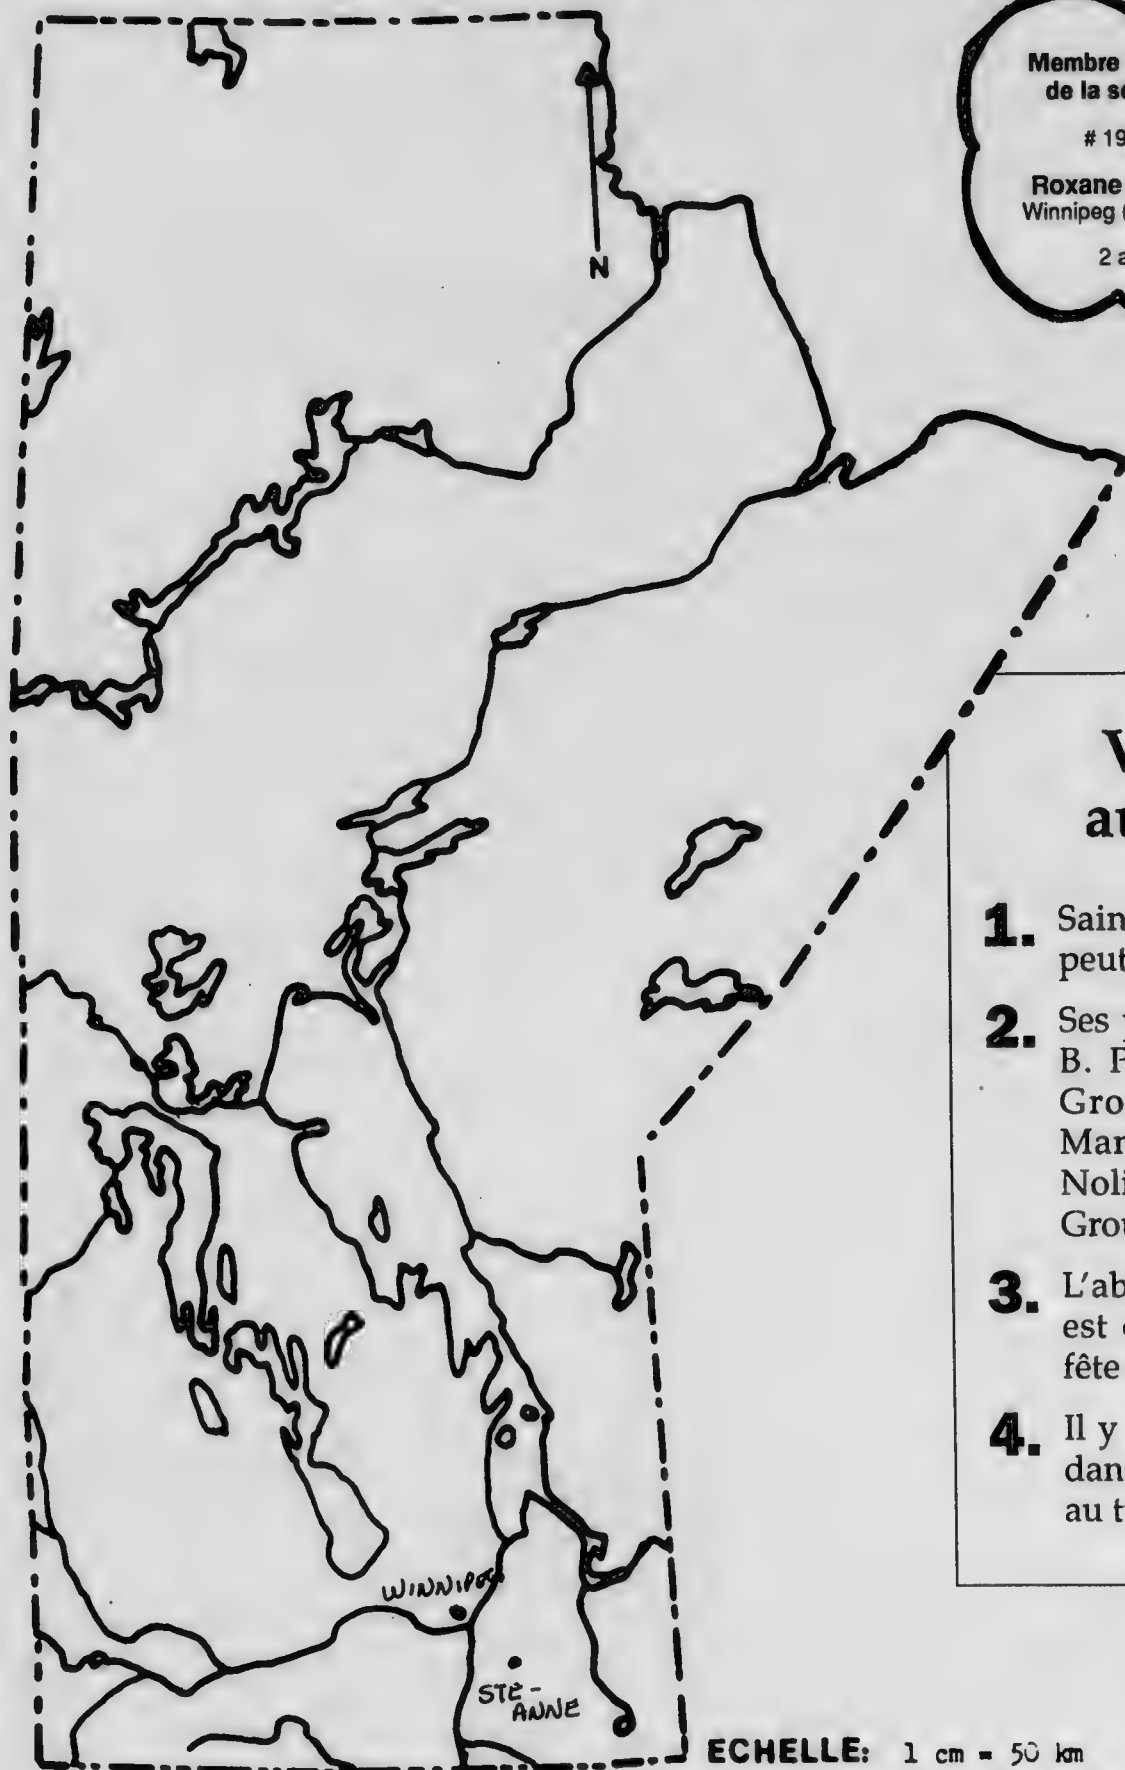 Membre
de la se
# 19
Roxane
Winnipeg (
2 a
N
V
au
1. Sain
peut
2. Ses
B. P
Gro
Mar
Noli
Grou
3. L'ab
est
fête
4. Il y
dan
au t
WINNIPEG
STE-
ANNE
ECHELLE: 1 cm = 50 km